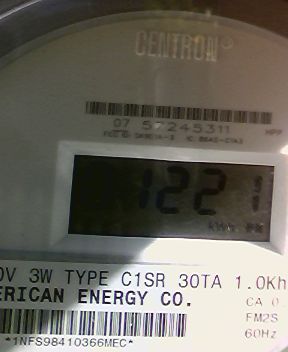 CENTRON®
07 57245311
122
0V 3W TYPE C1SR 30TA 1.0Kh
ERICAN ENERGY CO.
CA 0.
FM2S
60Hz
*1NFS98410366MEC*